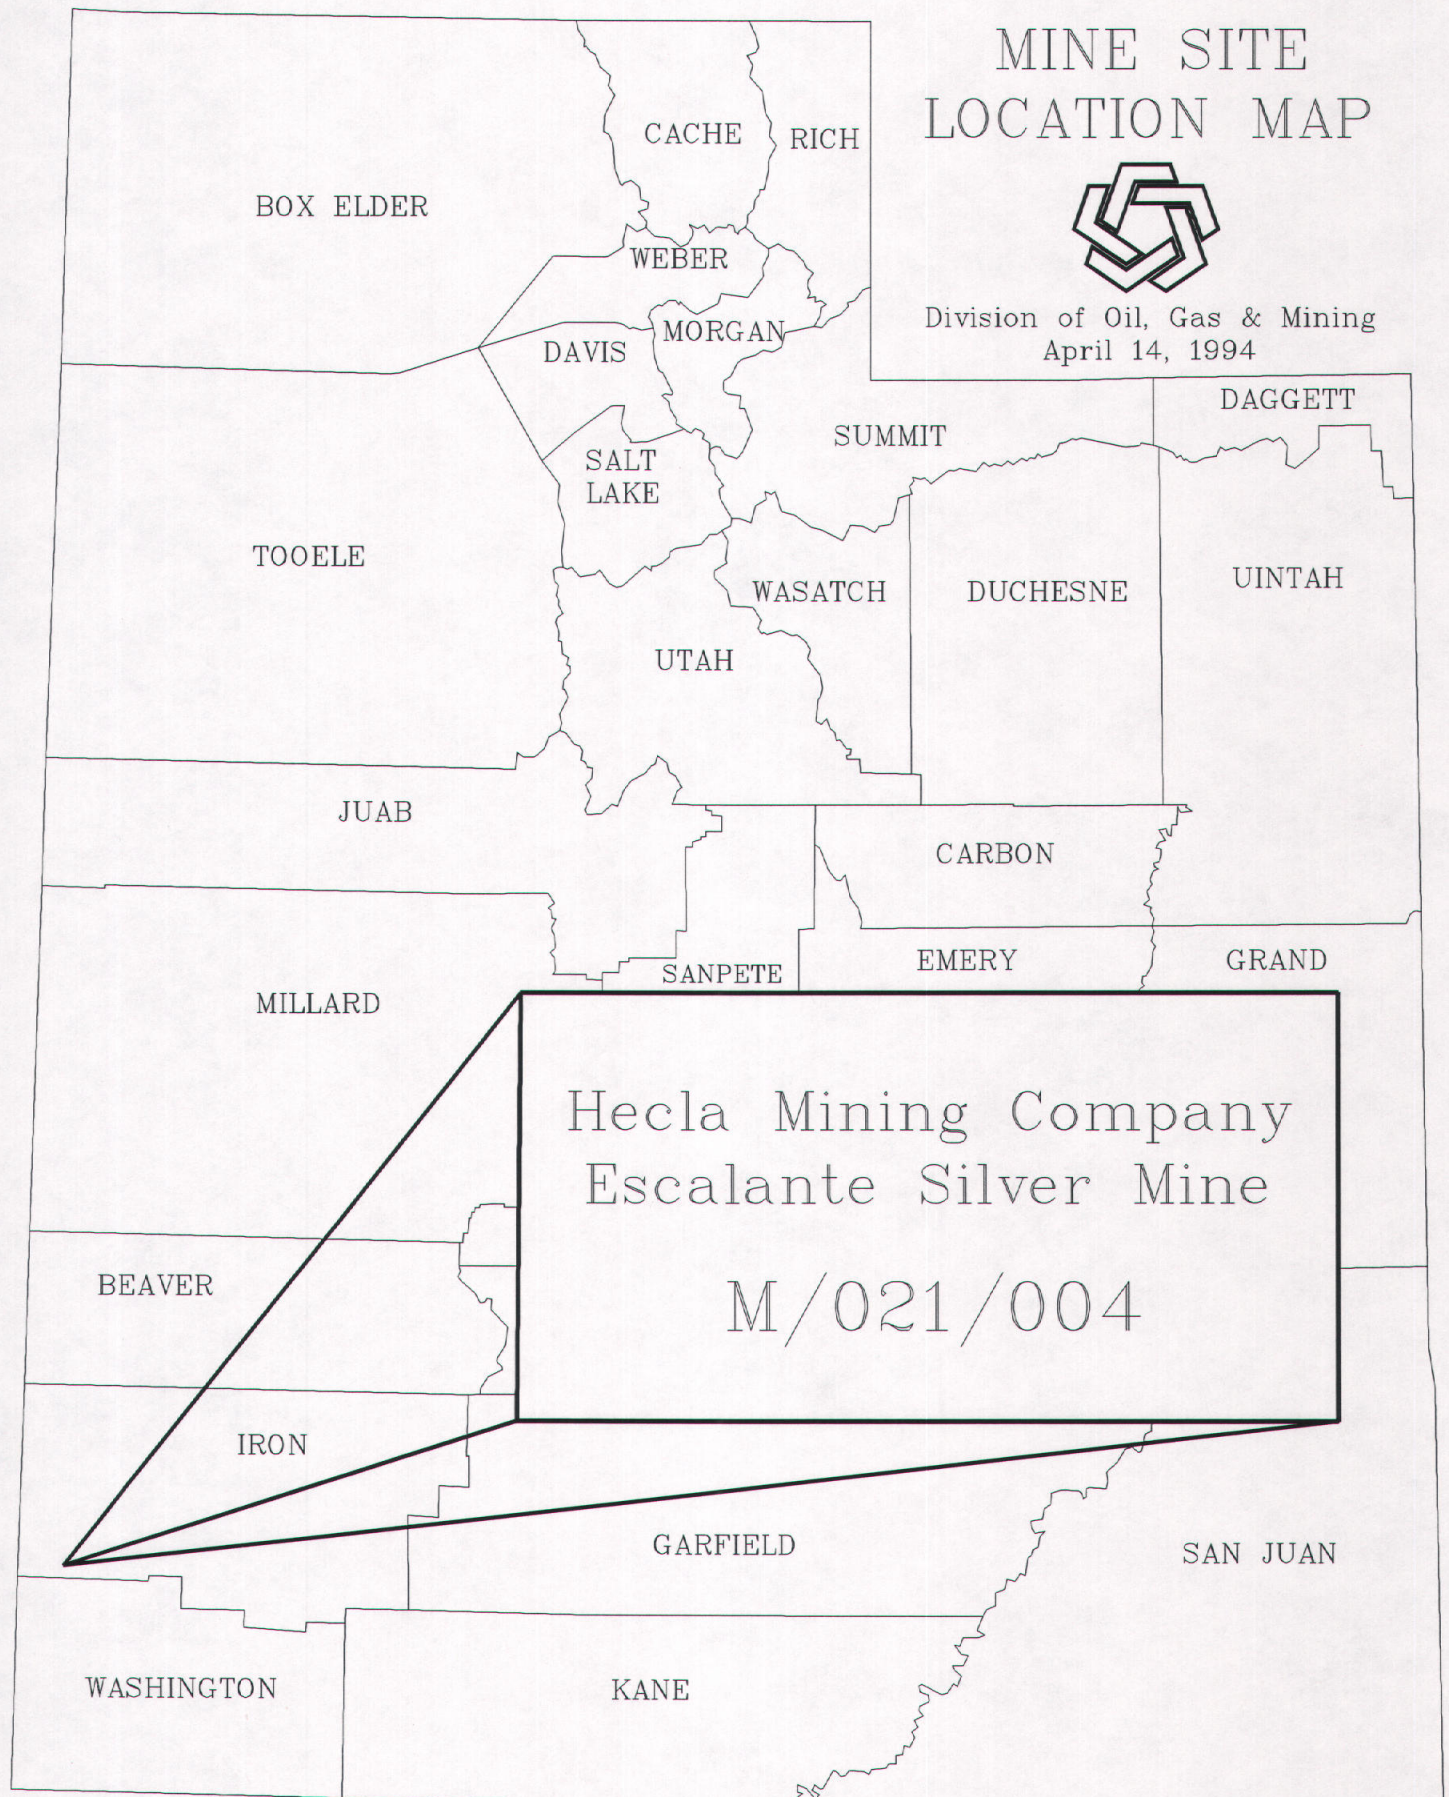 MINE SITE
LOCATION MAP
Division of Oil, Gas & Mining
April 14, 1994
CACHE
RICH
BOX ELDER
WEBER
MORGAN
DAVIS
DAGGETT
SUMMIT
SALT
LAKE
TOOELE
WASATCH
DUCHESNE
UINTAH
UTAH
JUAB
CARBON
SANPETE
EMERY
GRAND
MILLARD
Hecla Mining Company
Escalante Silver Mine
M/021/004
BEAVER
IRON
GARFIELD
SAN JUAN
WASHINGTON
KANE